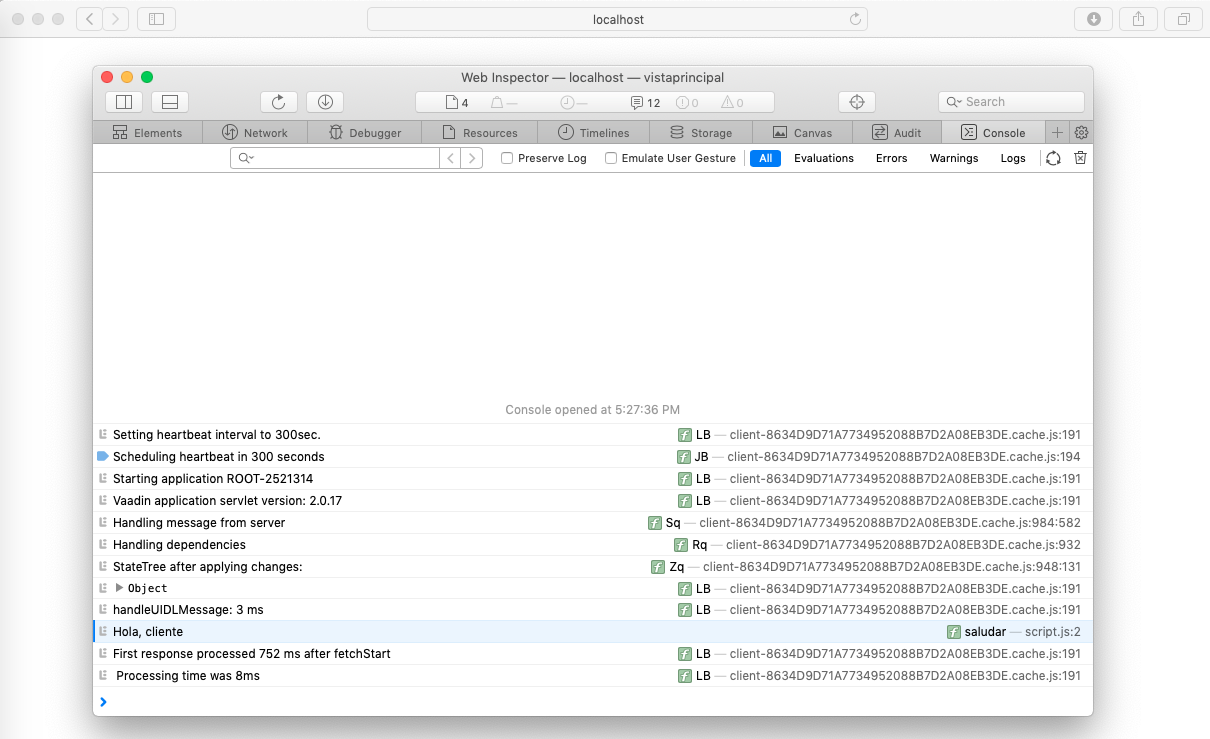 localhost
Web Inspector — localhost — vistaprincipal
4 — — 12 0 0 Search
Elements Network Debugger Resources Timelines Storage Canvas Audit Console
Preserve Log Emulate User Gesture All Evaluations Errors Warnings Logs
Console opened at 5:27:36 PM
Setting heartbeat interval to 300sec. f LB — client-8634D9D71A7734952088B7D2A08EB3DE.cache.js:191
Scheduling heartbeat in 300 seconds f JB — client-8634D9D71A7734952088B7D2A08EB3DE.cache.js:194
Starting application ROOT-2521314 f LB — client-8634D9D71A7734952088B7D2A08EB3DE.cache.js:191
Vaadin application servlet version: 2.0.17 f LB — client-8634D9D71A7734952088B7D2A08EB3DE.cache.js:191
Handling message from server f Sq — client-8634D9D71A7734952088B7D2A08EB3DE.cache.js:984:582
Handling dependencies f Rq — client-8634D9D71A7734952088B7D2A08EB3DE.cache.js:932
StateTree after applying changes: f Zq — client-8634D9D71A7734952088B7D2A08EB3DE.cache.js:948:131
Object f LB — client-8634D9D71A7734952088B7D2A08EB3DE.cache.js:191
handleUIDLMessage: 3 ms f LB — client-8634D9D71A7734952088B7D2A08EB3DE.cache.js:191
Hola, cliente f saludar — script.js:2
First response processed 752 ms after fetchStart f LB — client-8634D9D71A7734952088B7D2A08EB3DE.cache.js:191
Processing time was 8ms f LB — client-8634D9D71A7734952088B7D2A08EB3DE.cache.js:191